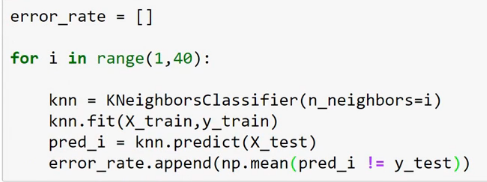 error_rate = []
for i in range(1,40):
knn = KNeighborsClassifier(n_neighbors=i)
knn.fit(X_train,y_train)
pred_i = knn.predict(X_test)
error_rate.append(np.mean(pred_i != y_test))